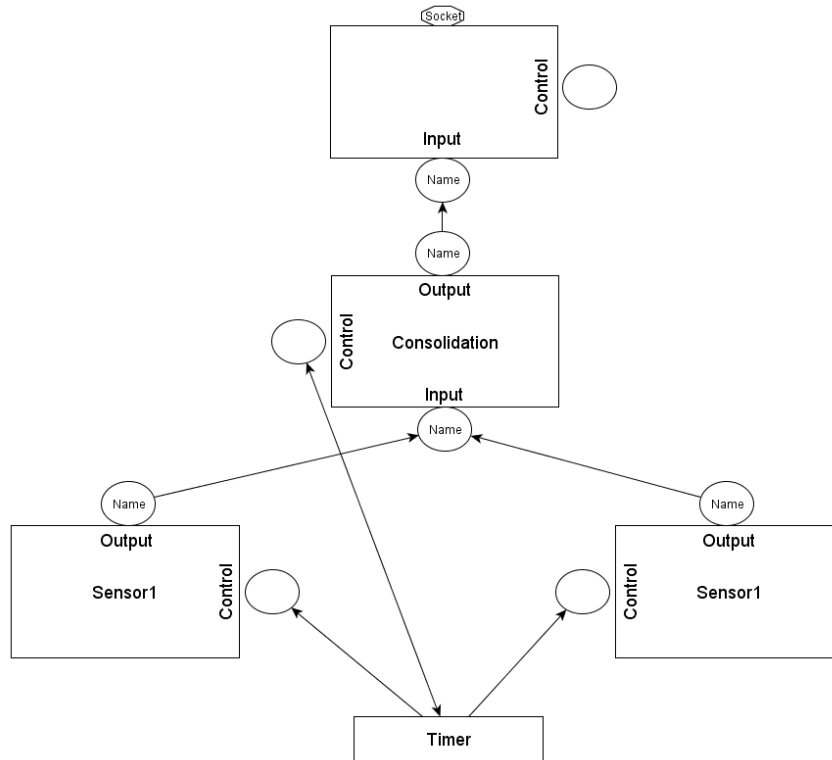 Socket
Control
Input
Name
Name
Output
Control
Consolidation
Input
Name
Name
Name
Output
Output
Sensor1
Control
Control
Sensor1
Timer